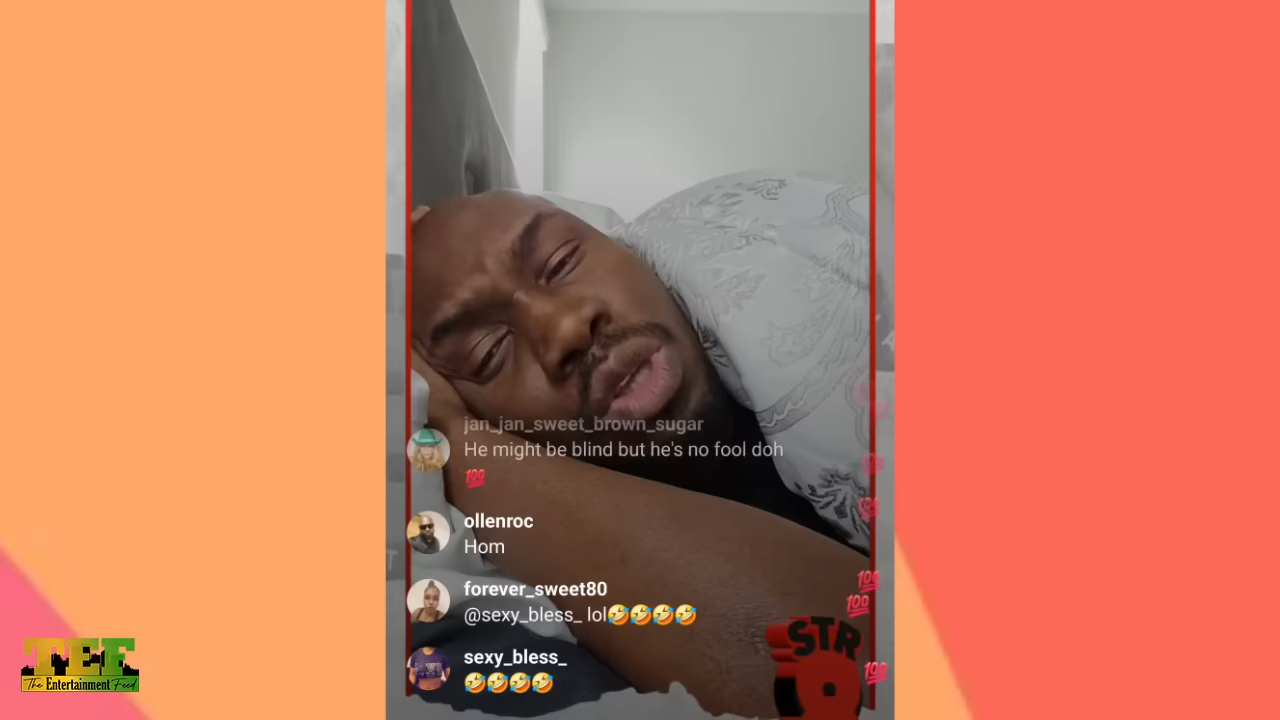 jan_jan_sweet_brown_sugar
He might be blind but he's no fool doh
💯
ollenroc
Hom
forever_sweet80
@sexy_bless_ lol🤣🤣🤣🤣
sexy_bless_
🤣🤣🤣🤣
STR
TEF
The Entertainment Feed